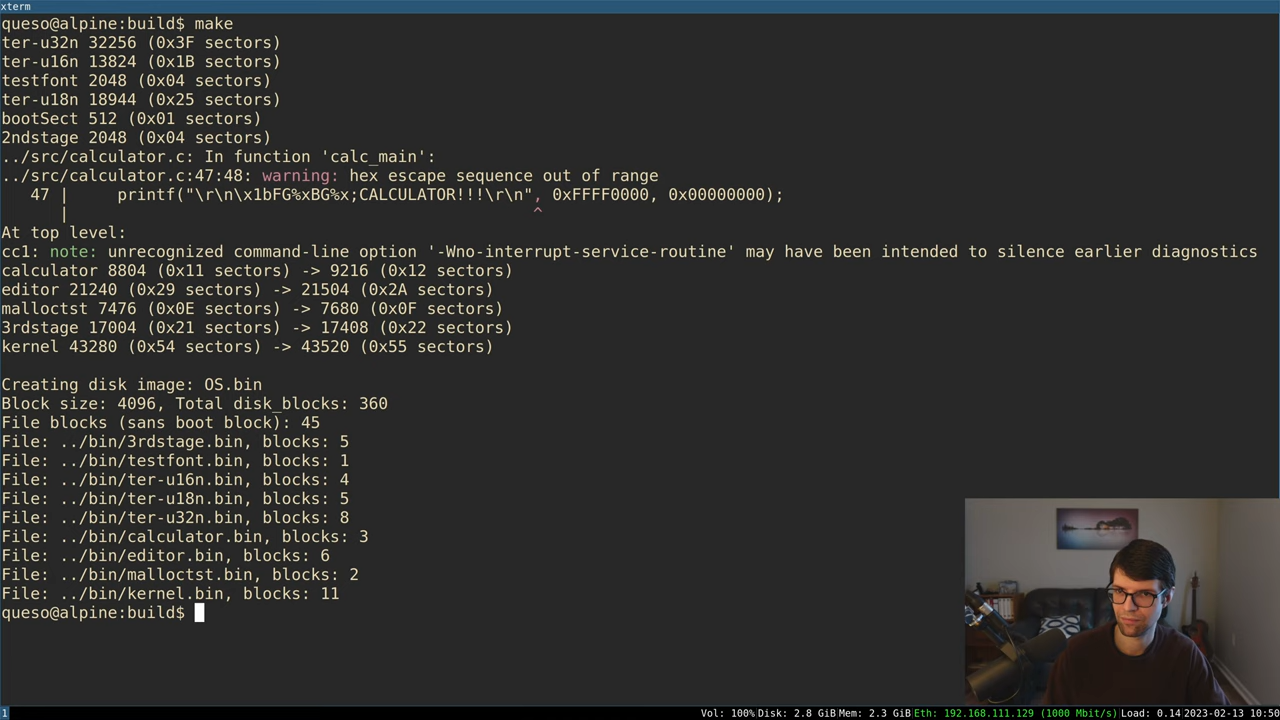 xterm
queso@alpine:build$ make
ter-u32n 32256 (0x3F sectors)
ter-u16n 13824 (0x1B sectors)
testfont 2048 (0x04 sectors)
ter-u18n 18944 (0x25 sectors)
bootSect 512 (0x01 sectors)
2ndstage 2048 (0x04 sectors)
../src/calculator.c: In function 'calc_main':
../src/calculator.c:47:48: warning: hex escape sequence out of range
   47 |     printf("\r\n\x1bFG%xBG%x;CALCULATOR!!!\r\n", 0xFFFF0000, 0x00000000);
      |                                                ^
At top level:
cc1: note: unrecognized command-line option '-Wno-interrupt-service-routine' may have been intended to silence earlier diagnostics
calculator 8804 (0x11 sectors) -> 9216 (0x12 sectors)
editor 21240 (0x29 sectors) -> 21504 (0x2A sectors)
malloctst 7476 (0x0E sectors) -> 7680 (0x0F sectors)
3rdstage 17004 (0x21 sectors) -> 17408 (0x22 sectors)
kernel 43280 (0x54 sectors) -> 43520 (0x55 sectors)
Creating disk image: OS.bin
Block size: 4096, Total disk_blocks: 360
File blocks (sans boot block): 45
File: ../bin/3rdstage.bin, blocks: 5
File: ../bin/testfont.bin, blocks: 1
File: ../bin/ter-u16n.bin, blocks: 4
File: ../bin/ter-u18n.bin, blocks: 5
File: ../bin/ter-u32n.bin, blocks: 8
File: ../bin/calculator.bin, blocks: 3
File: ../bin/editor.bin, blocks: 6
File: ../bin/malloctst.bin, blocks: 2
File: ../bin/kernel.bin, blocks: 11
queso@alpine:build$
1 Vol: 100% Disk: 2.8 GiB Mem: 2.3 GiB Eth: 192.168.111.129 (1000 Mbit/s) Load: 0.14 2023-02-13 10:50